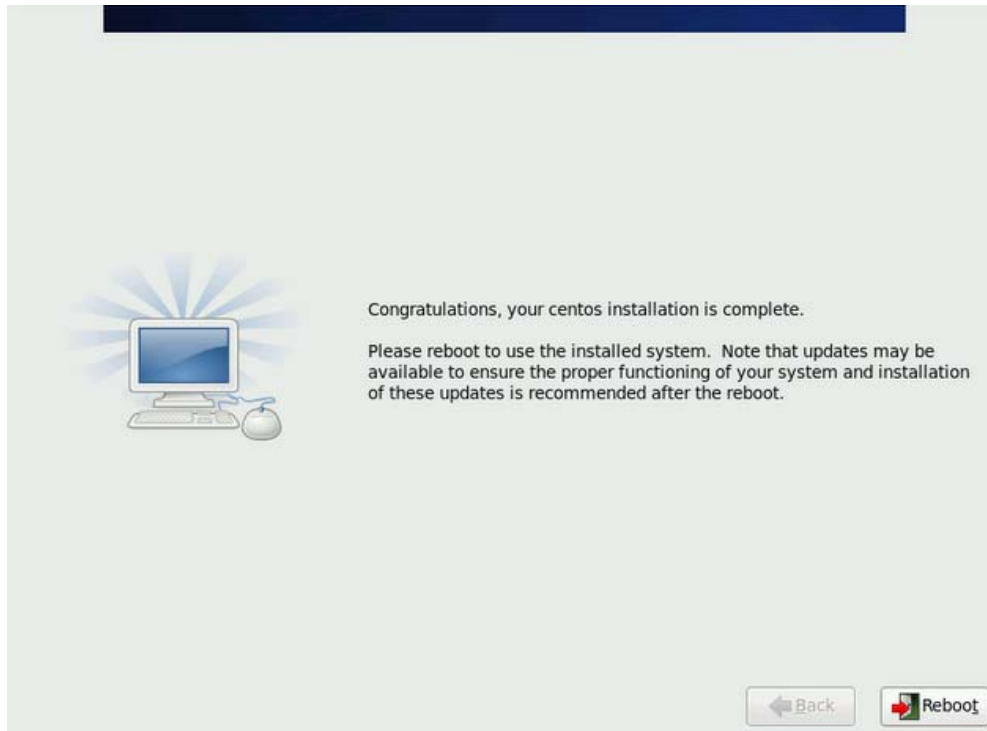 Congratulations, your centos installation is complete.
Please reboot to use the installed system.  Note that updates may be
available to ensure the proper functioning of your system and installation
of these updates is recommended after the reboot.
Back
Reboot